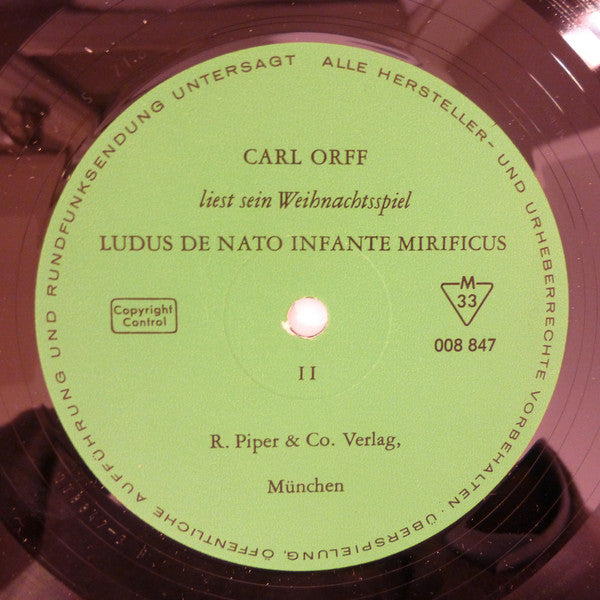 ALLE HERSTELLER- UND URHEBERRECHTE VORBEHALTEN · ÜBERSPIELUNG, ÖFFENTLICHE AUFFÜHRUNG UND RUNDFUNKSENDUNG UNTERSAGT
CARL ORFF
liest sein Weihnachtsspiel
LUDUS DE NATO INFANTE MIRIFICUS
Copyright
Control
M
33
008 847
II
R. Piper & Co. Verlag,
München